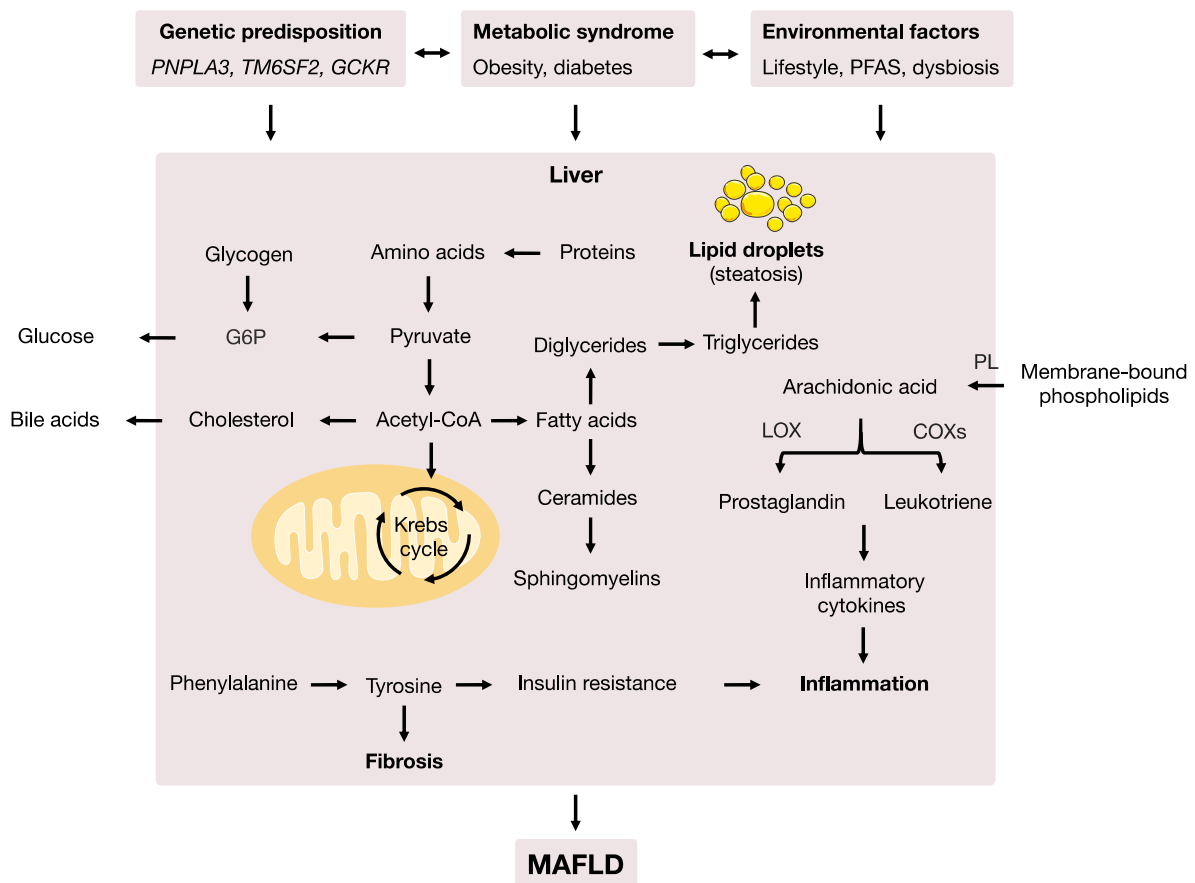 Genetic predisposition
PNPLA3, TM6SF2, GCKR
Metabolic syndrome
Obesity, diabetes
Environmental factors
Lifestyle, PFAS, dysbiosis
Liver
Glycogen
Amino acids
Proteins
Lipid droplets
(steatosis)
Glucose
G6P
Pyruvate
Diglycerides
Triglycerides
PL
Membrane-bound
phospholipids
Arachidonic acid
Bile acids
Cholesterol
Acetyl-CoA
Fatty acids
LOX
COXs
Ceramides
Prostaglandin
Leukotriene
Krebs
cycle
Sphingomyelins
Inflammatory
cytokines
Phenylalanine
Tyrosine
Insulin resistance
Inflammation
Fibrosis
MAFLD